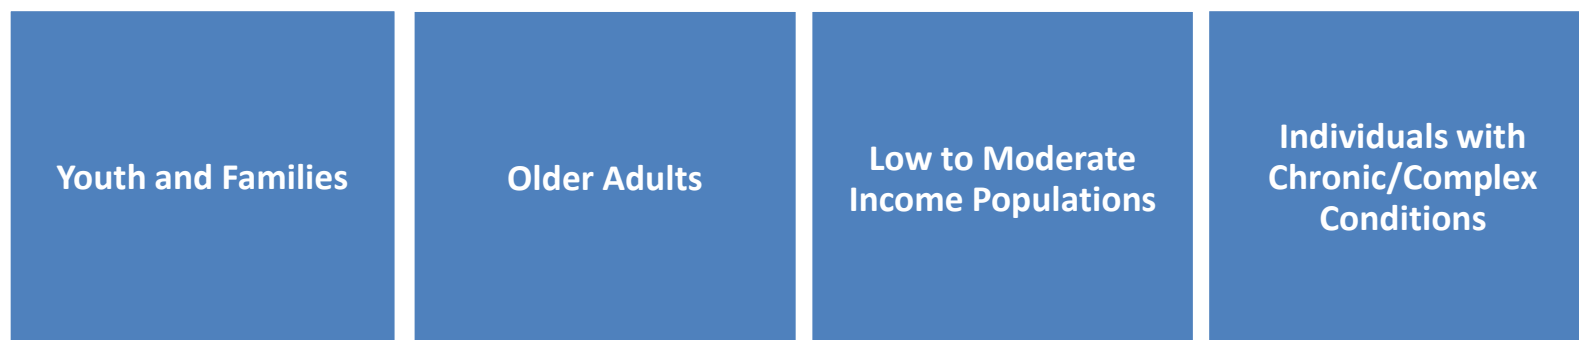 Youth and Families
Older Adults
Low to Moderate
Income Populations
Individuals with
Chronic/Complex
Conditions